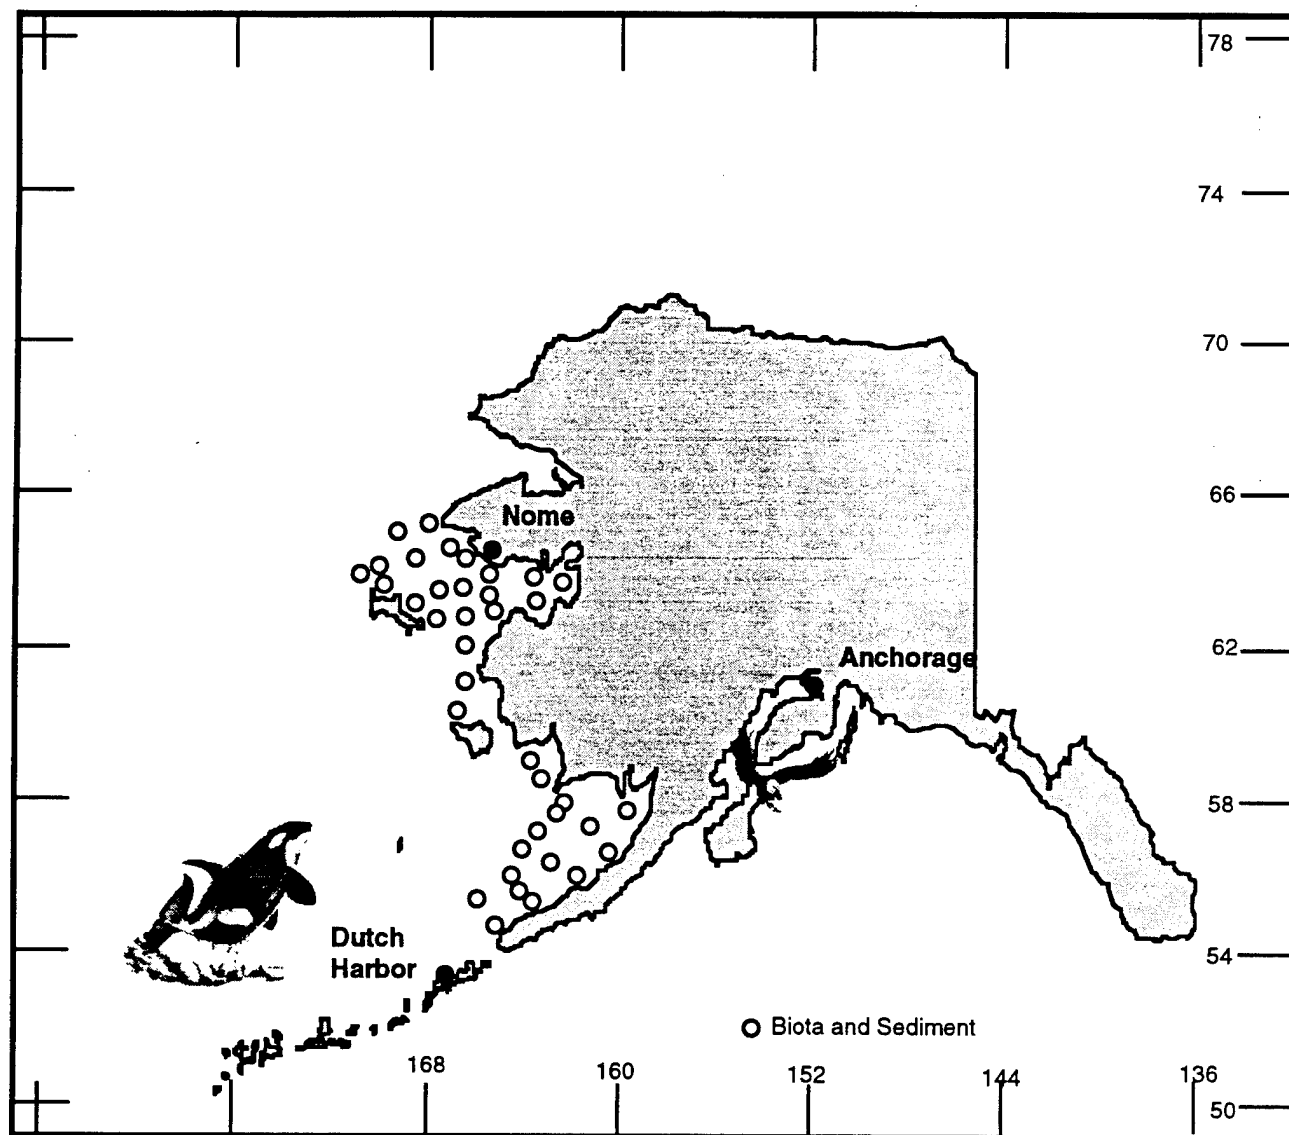 78
74
70
66
Nome
62
Anchorage
58
Dutch
Harbor
54
Biota and Sediment
168
160
152
144
136
50